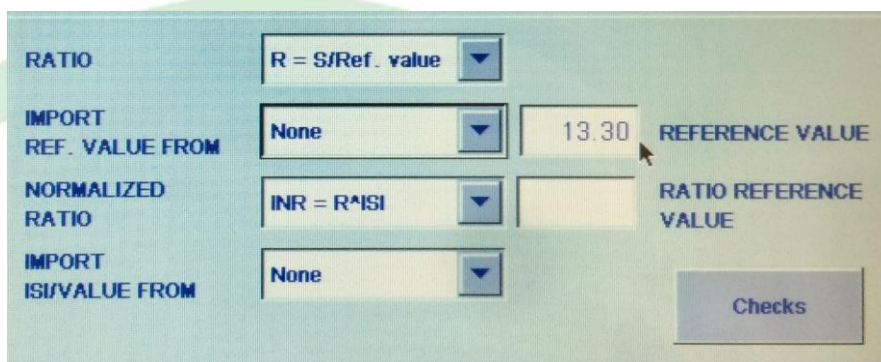 RATIO
R = S/Ref. value
IMPORT
REF. VALUE FROM
None
13.30
REFERENCE VALUE
NORMALIZED
RATIO
INR = R^ISI
RATIO REFERENCE
VALUE
IMPORT
ISI/VALUE FROM
None
Checks